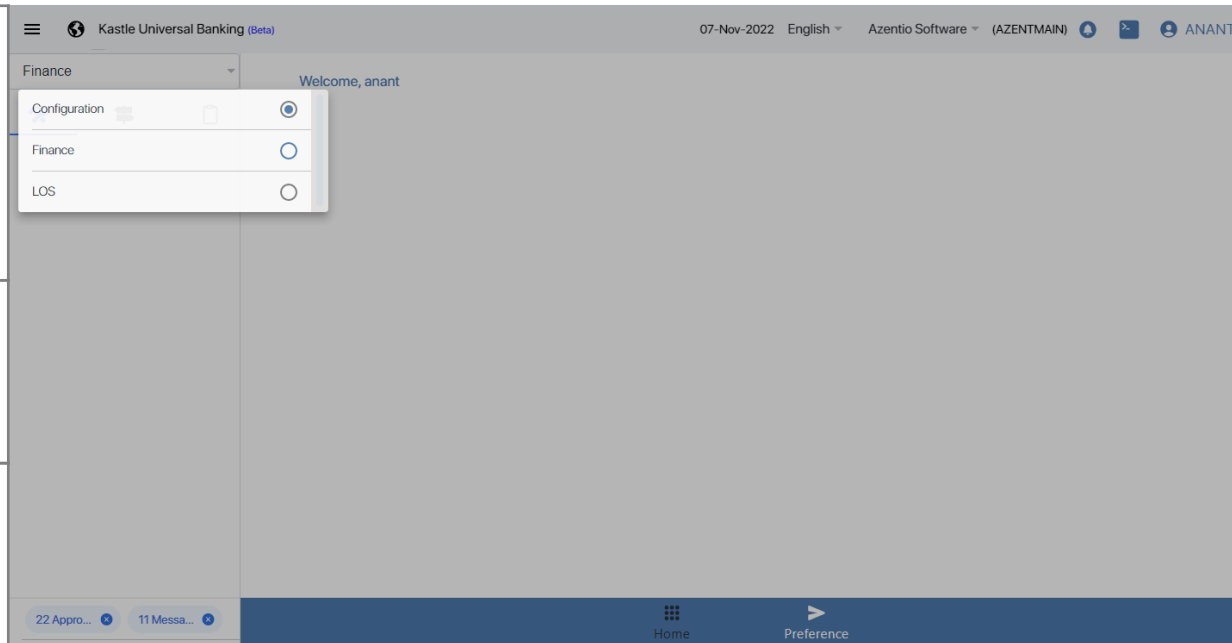 Kastle Universal Banking (Beta)
07-Nov-2022 English Azentio Software (AZENTMAIN) ANANT
Finance
Welcome, anant
Configuration
Finance
LOS
22 Appro... 11 Messa...
Home Preference